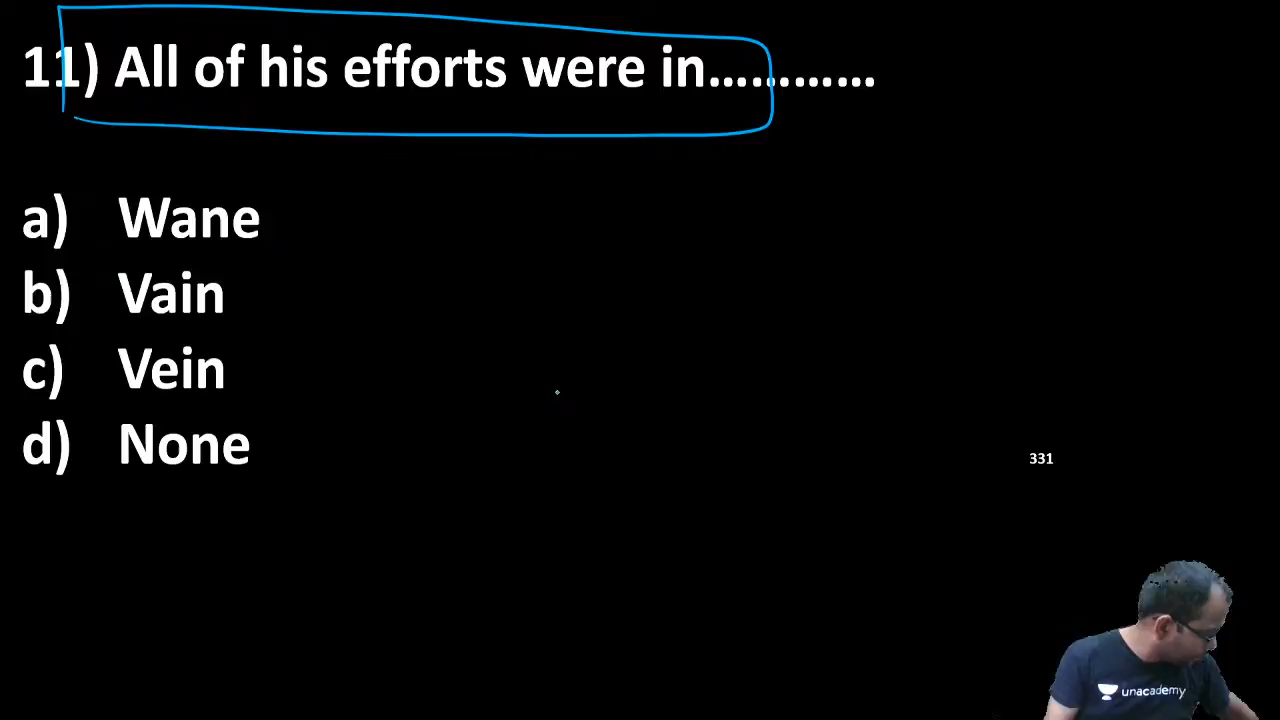 11) All of his efforts were in............
a) Wane
b) Vain
c) Vein
d) None
331
unacademy